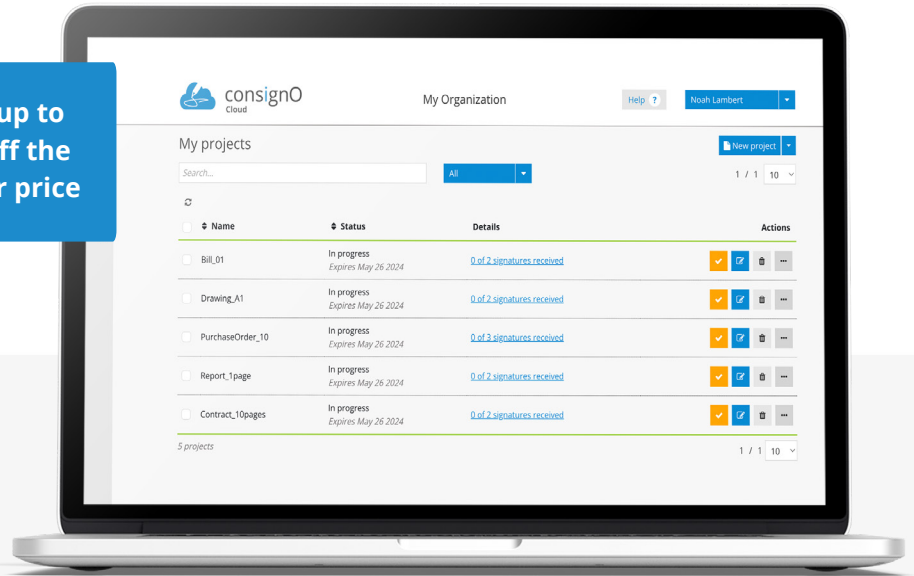 up to
ff the
r price
consignO
Cloud
My Organization
Help ?
Noah Lambert
My projects
New project
Search...
All
1 / 1 10
Name Status Details Actions
Bill_01 In progress 0 of 2 signatures received
Expires May 26 2024
Drawing_A1 In progress 0 of 2 signatures received
Expires May 26 2024
PurchaseOrder_10 In progress 0 of 3 signatures received
Expires May 26 2024
Report_1page In progress 0 of 2 signatures received
Expires May 26 2024
Contract_10pages In progress 0 of 2 signatures received
Expires May 26 2024
5 projects
1 / 1 10